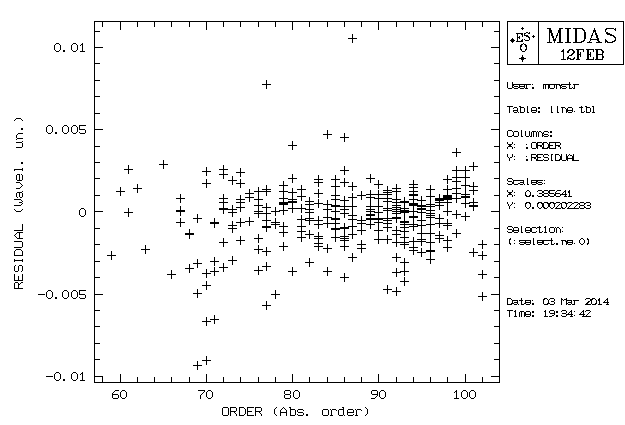 0.01
0.005
0
-0.005
-0.01
RESIDUAL (Wavel. un.)
60 70 80 90 100
ORDER (Abs. order)
ES
O
MIDAS
12FEB
User: monstr
Table: line.tbl
Columns:
X: :ORDER
Y: :RESIDUAL
Scales:
X: 0.385641
Y: 0.000202283
Selection:
(:select.ne.0)
Date: 03 Mar 2014
Time: 19:34:42